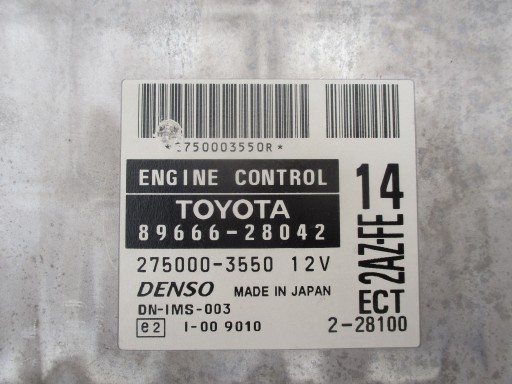 *2750003550R*
ENGINE CONTROL
TOYOTA
89666-28042
275000-3550 12V
DENSO MADE IN JAPAN
DN-IMS-003
e2 I-00 9010
14
2AZ-FE
ECT
2-28100